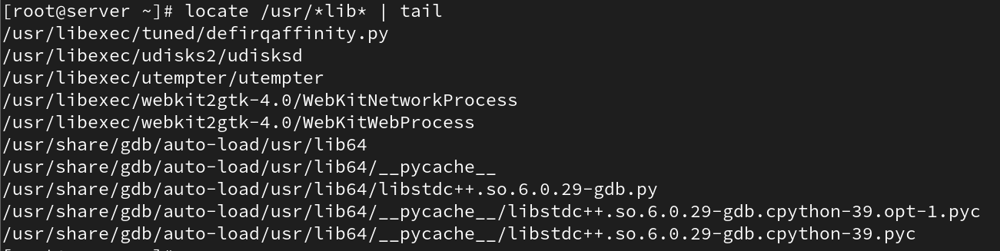 [root@server ~]# locate /usr/*lib* | tail
/usr/libexec/tuned/defirqaffinity.py
/usr/libexec/udisks2/udisksd
/usr/libexec/utempter/utempter
/usr/libexec/webkit2gtk-4.0/WebKitNetworkProcess
/usr/libexec/webkit2gtk-4.0/WebKitWebProcess
/usr/share/gdb/auto-load/usr/lib64
/usr/share/gdb/auto-load/usr/lib64/__pycache__
/usr/share/gdb/auto-load/usr/lib64/libstdc++.so.6.0.29-gdb.py
/usr/share/gdb/auto-load/usr/lib64/__pycache__/libstdc++.so.6.0.29-gdb.cpython-39.opt-1.pyc
/usr/share/gdb/auto-load/usr/lib64/__pycache__/libstdc++.so.6.0.29-gdb.cpython-39.pyc